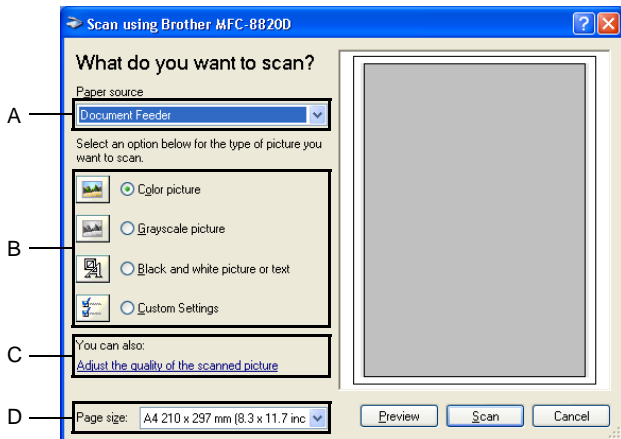 Scan using Brother MFC-8820D
What do you want to scan?
Paper source
A
Document Feeder
Select an option below for the type of picture you
want to scan.
Color picture
Grayscale picture
B
Black and white picture or text
Custom Settings
You can also:
C
Adjust the quality of the scanned picture
D
Page size: A4 210 x 297 mm (8.3 x 11.7 inc
Preview Scan Cancel